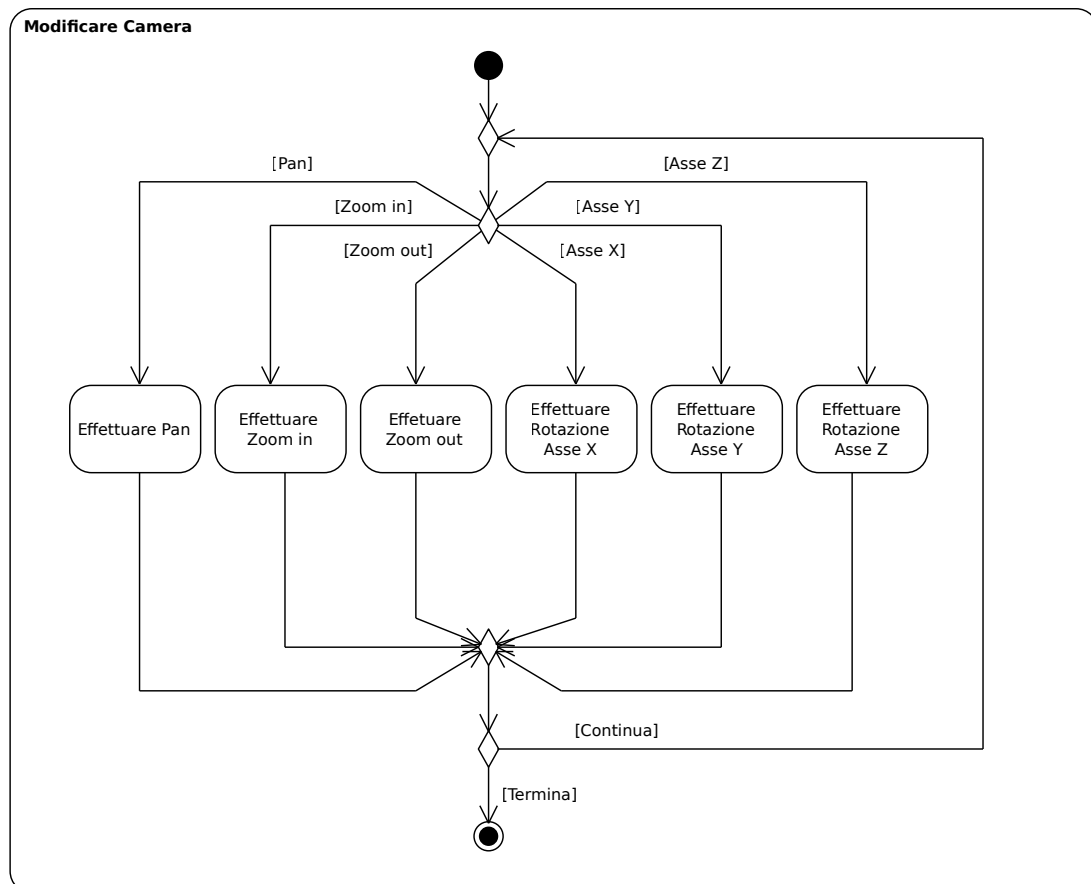 Modificare Camera
[Pan]
[Asse Z]
[Zoom in]
[Asse Y]
[Zoom out]
[Asse X]
Effettuare Pan
Effettuare
Zoom in
Effetuare
Zoom out
Effettuare
Rotazione
Asse X
Effettuare
Rotazione
Asse Y
Effettuare
Rotazione
Asse Z
[Continua]
[Termina]